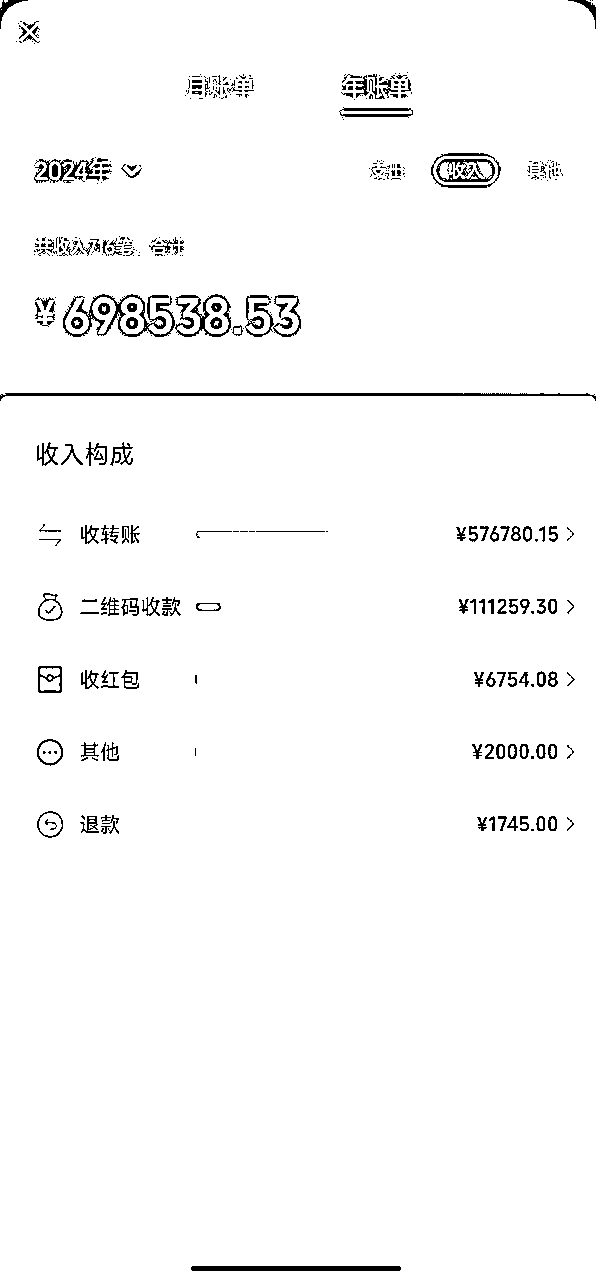 月账单 年账单
2024年 支出 收入 其他
共收入716笔，合计
¥698538.53
收入构成
收转账 ¥576780.15
二维码收款 ¥111259.30
收红包 ¥6754.08
其他 ¥2000.00
退款 ¥1745.00